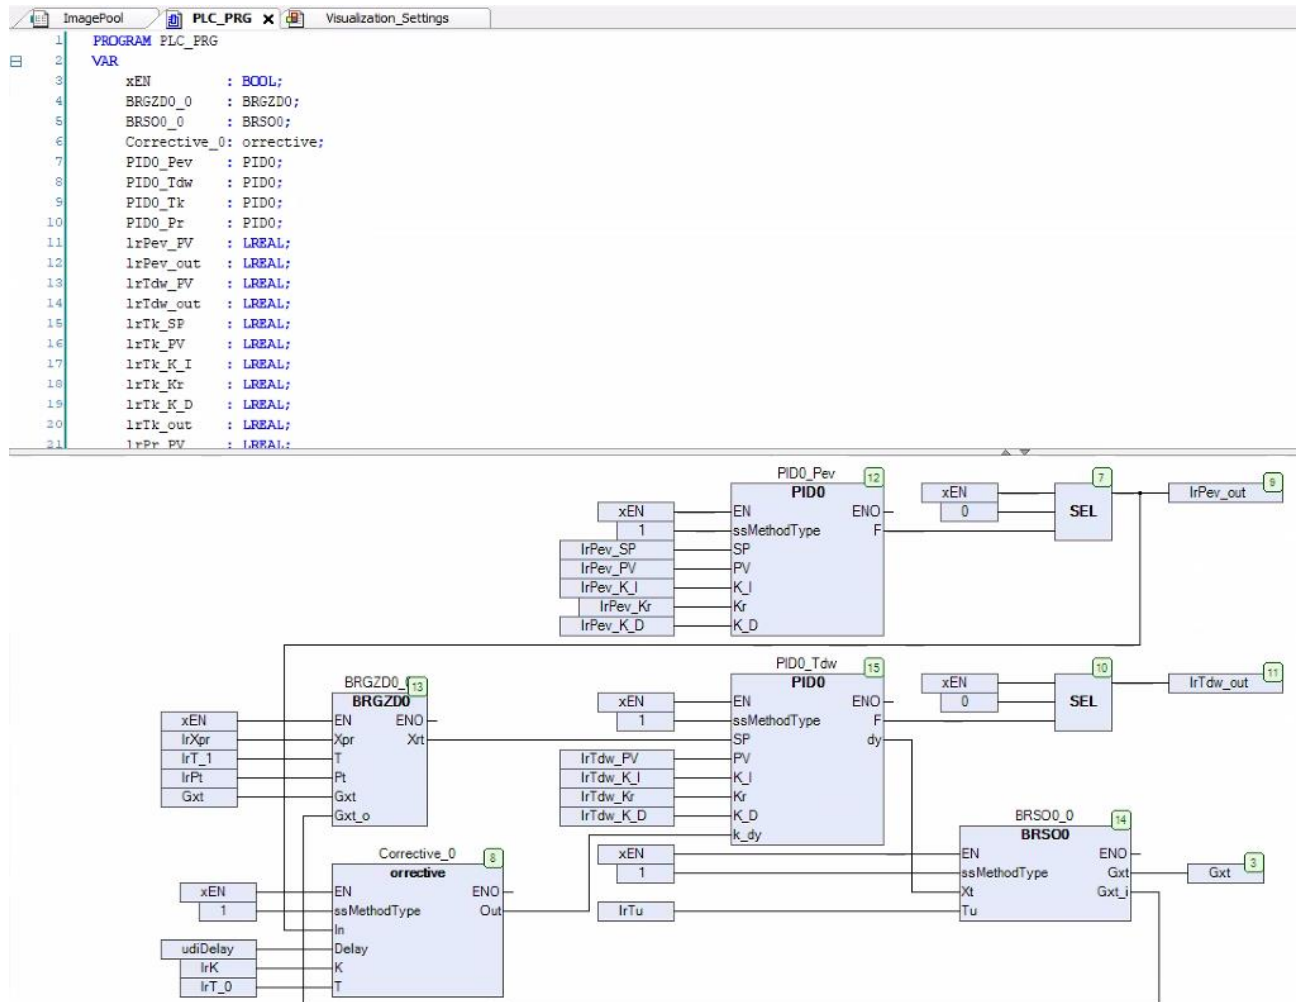 ImagePool PLC_PRG Visualization_Settings
1 PROGRAM PLC_PRG
2 VAR
3 xEN : BOOL;
4 BRGZD0_0 : BRGZD0;
5 BRSO0_0 : BRSO0;
6 Corrective_0: orrective;
7 PID0_Pev : PID0;
8 PID0_Tdw : PID0;
9 PID0_Tk : PID0;
10 PID0_Pr : PID0;
11 lrPev_PV : LREAL;
12 lrPev_out : LREAL;
13 lrTdw_PV : LREAL;
14 lrTdw_out : LREAL;
15 lrTk_SP : LREAL;
16 lrTk_PV : LREAL;
17 lrTk_K_I : LREAL;
18 lrTk_Kr : LREAL;
19 lrTk_K_D : LREAL;
20 lrTk_out : LREAL;
21 lrPr_PV : LREAL;
PID0_Pev 12
PID0
xEN EN ENO
1 ssMethodType F
lrPev_SP SP
lrPev_PV PV
lrPev_K_I K_I
lrPev_Kr Kr
lrPev_K_D K_D
7
xEN
0 SEL
lrPev_out 9
PID0_Tdw 15
PID0
xEN EN ENO
1 ssMethodType F
SP dy
lrTdw_PV PV
lrTdw_K_I K_I
lrTdw_Kr Kr
lrTdw_K_D K_D
k_dy
10
xEN
0 SEL
lrTdw_out 11
BRGZD0_0 13
BRGZD0
xEN EN ENO
lrXpr Xpr Xrt
lrT_1 T
lrPt Pt
Gxt Gxt
Gxt_o
Corrective_0 8
orrective
xEN EN ENO
1 ssMethodType Out
In
udiDelay Delay
lrK K
lrT_0 T
BRSO0_0 14
BRSO0
xEN EN ENO
1 ssMethodType Gxt
Xt Gxt_i
lrTu Tu
Gxt 3